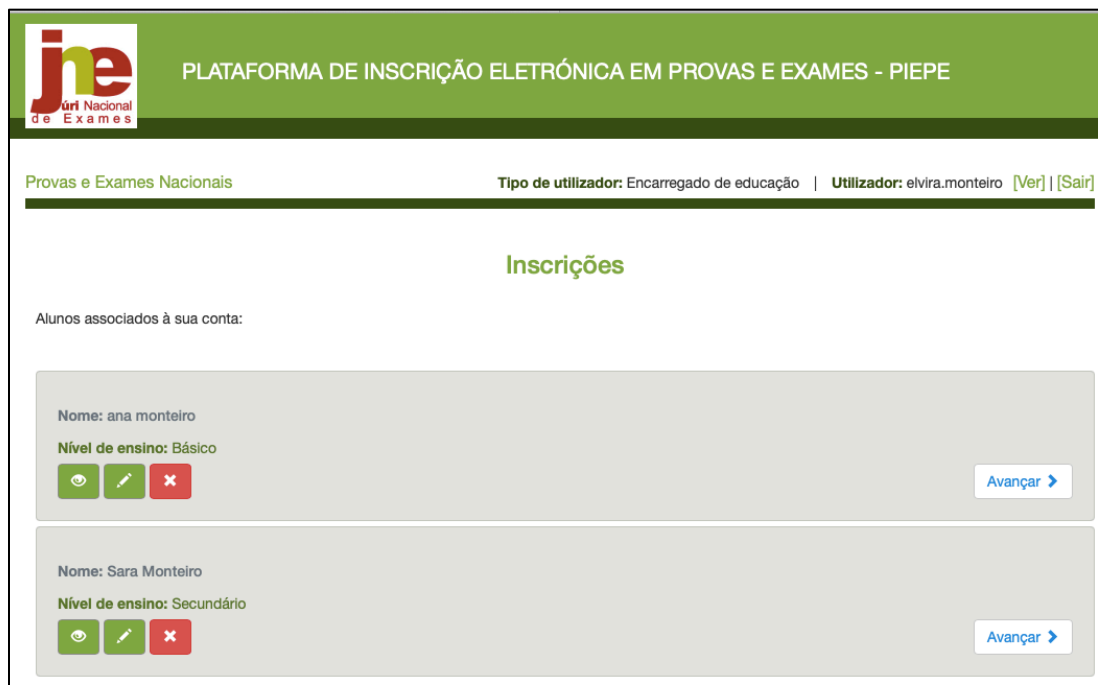 jne
Júri Nacional
de Exames
PLATAFORMA DE INSCRIÇÃO ELETRÓNICA EM PROVAS E EXAMES - PIEPE
Provas e Exames Nacionais
Tipo de utilizador: Encarregado de educação | Utilizador: elvira.monteiro [Ver] | [Sair]
Inscrições
Alunos associados à sua conta:
Nome: ana monteiro
Nível de ensino: Básico
Avançar
Nome: Sara Monteiro
Nível de ensino: Secundário
Avançar